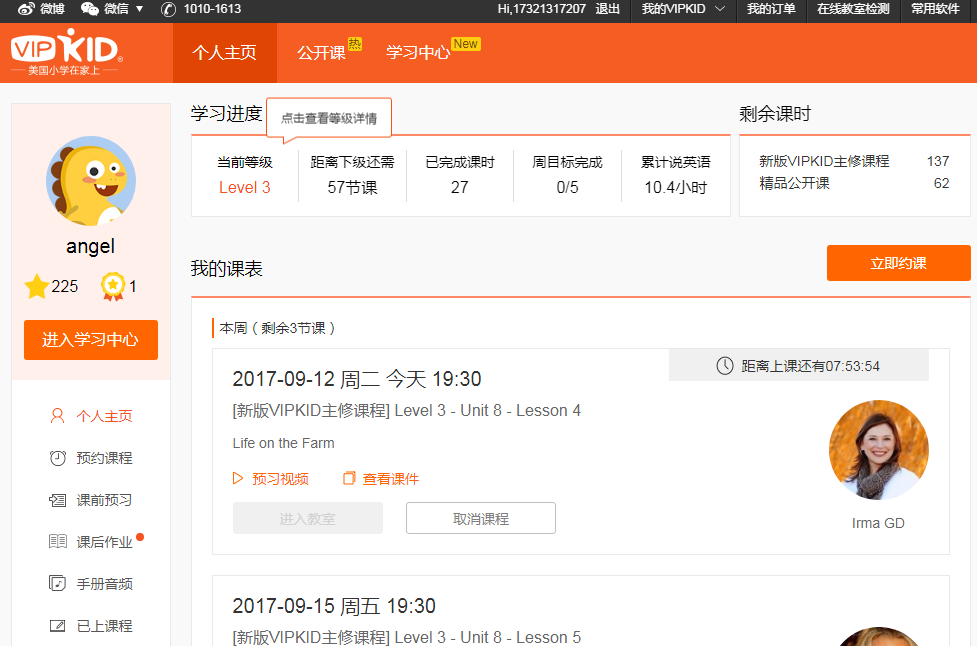 微博 微信 ▼ 1010-1613 Hi,17321317207 退出 我的VIPKID 我的订单 在线教室检测 常用软件
VIPKID
美国小学在家上
个人主页 公开课 热 学习中心 New
angel
225 1
进入学习中心
个人主页
预约课程
课前预习
课后作业
手册音频
已上课程
学习进度 点击查看等级详情
当前等级 距离下级还需 已完成课时 周目标完成 累计说英语
Level 3 57节课 27 0/5 10.4/小时
剩余课时
新版VIPKID主修课程 137
精品公开课 62
我的课表 立即约课
本周 ( 剩余3节课 )
2017-09-12 周二 今天 19:30 距离上课还有07:53:54
[新版VIPKID主修课程] Level 3 - Unit 8 - Lesson 4
Life on the Farm
预习视频 查看课件
进入教室 取消课程
Irma GD
2017-09-15 周五 19:30
[新版VIPKID主修课程] Level 3 - Unit 8 - Lesson 5